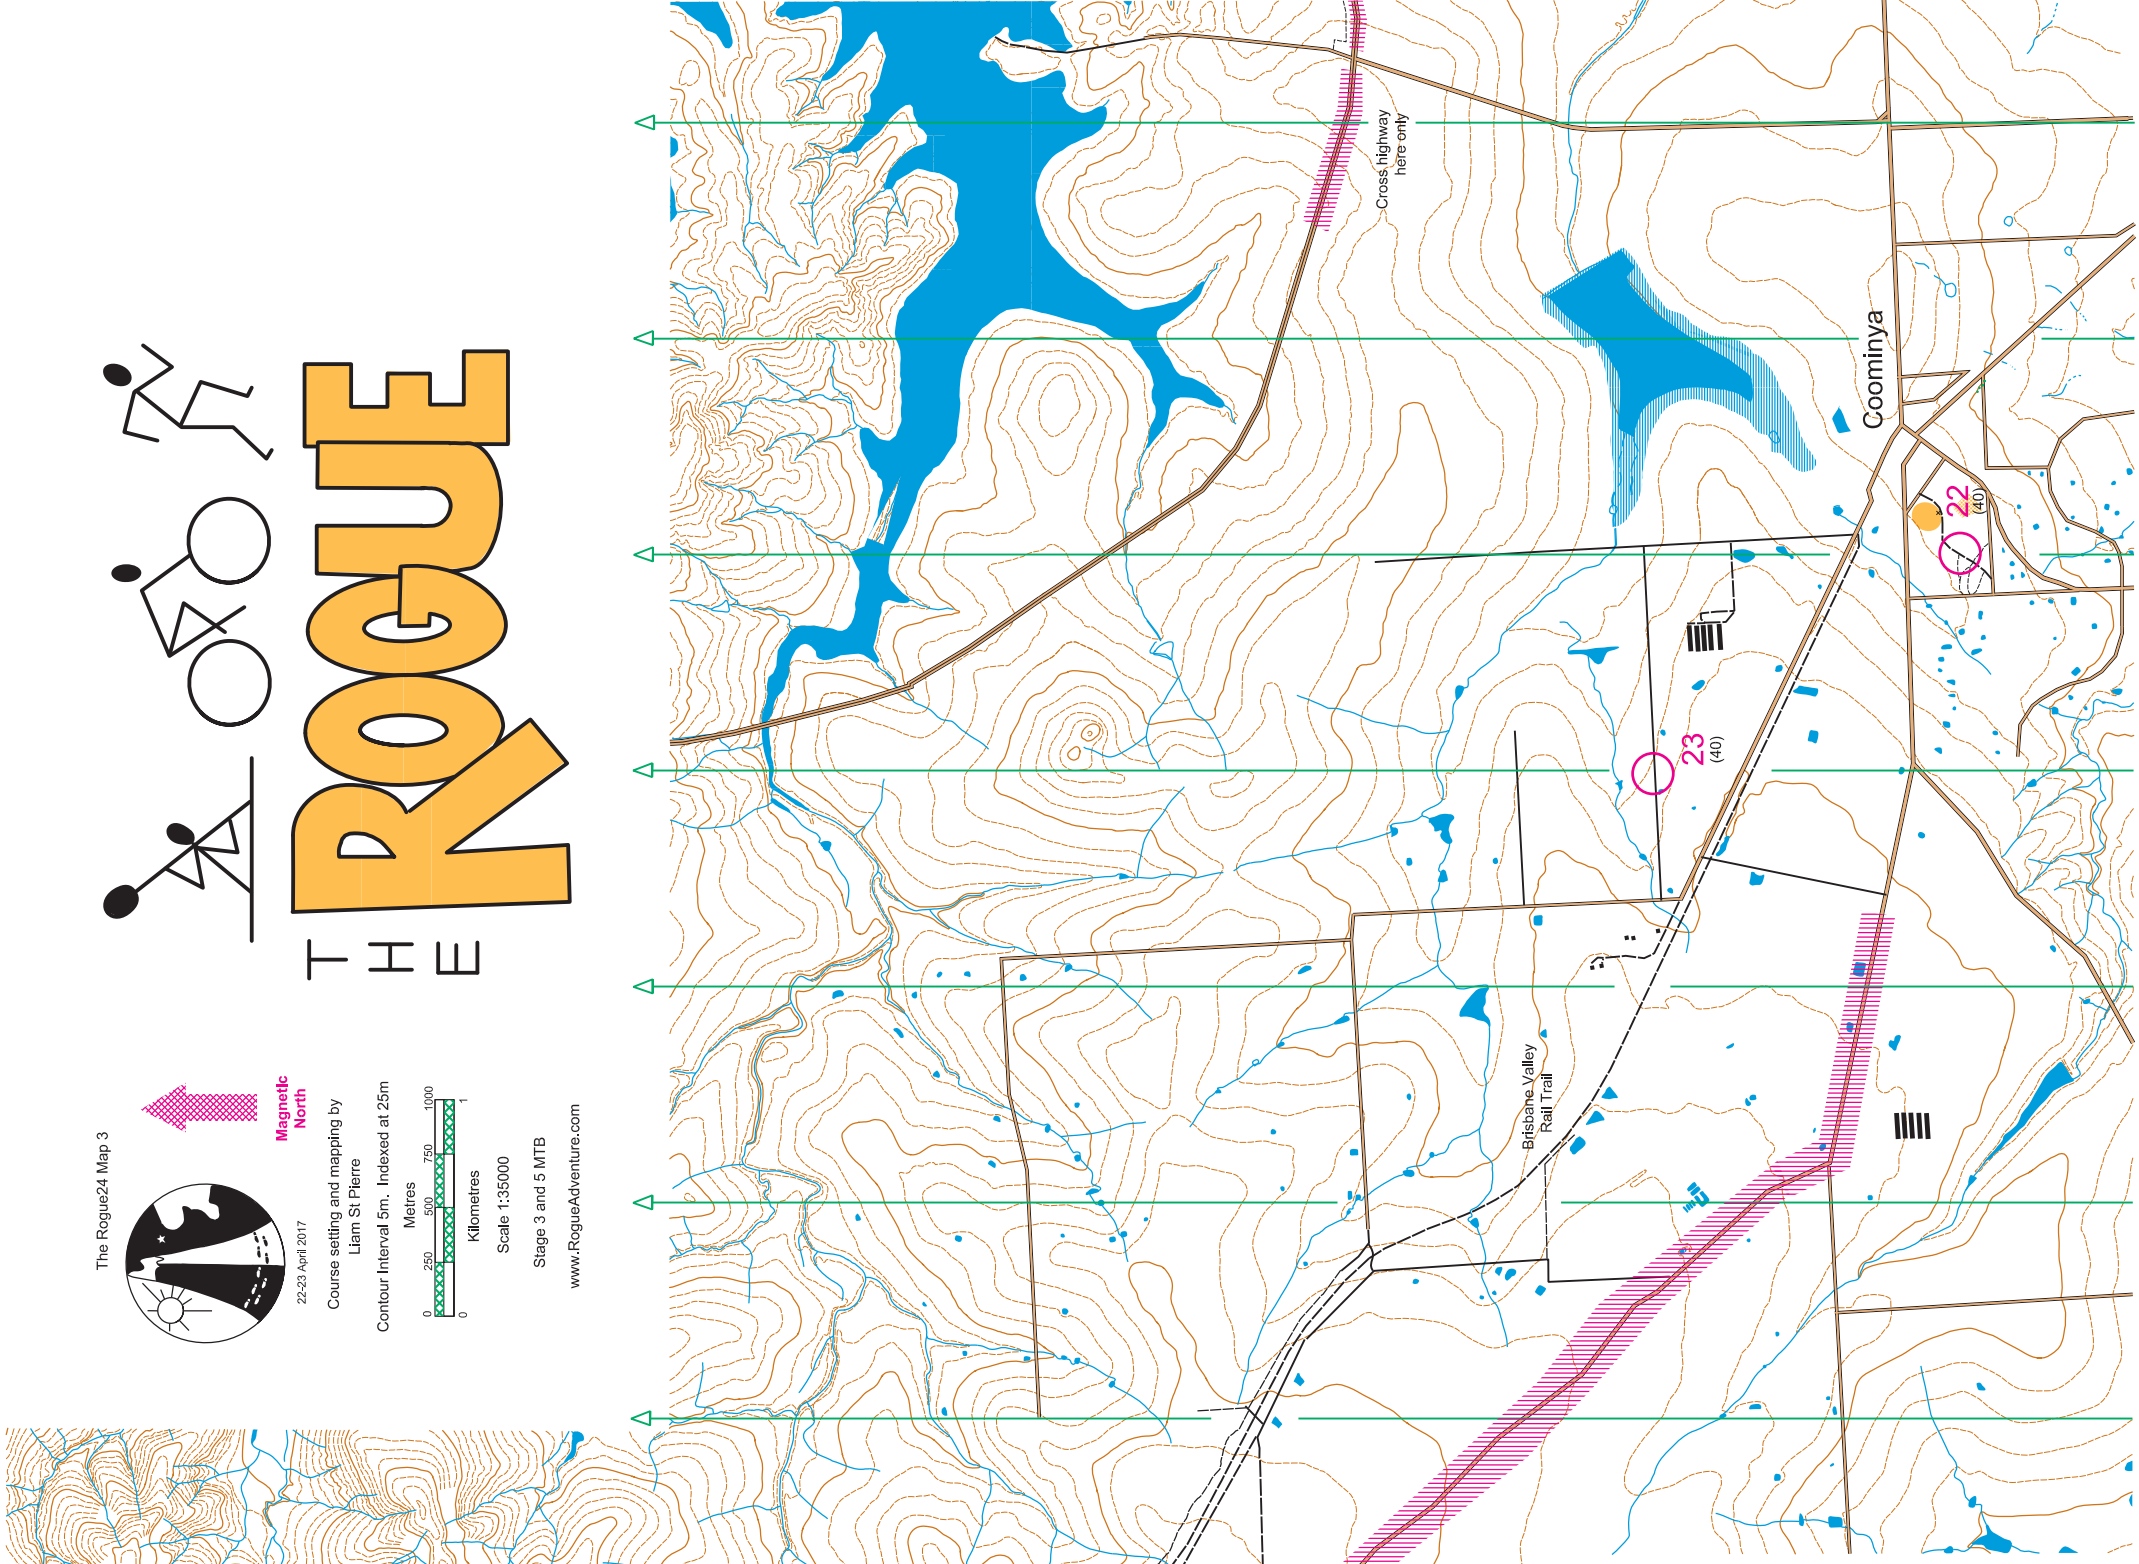 The Rogue24 Map 3
22-23 April 2017
Magnetic
North
Course setting and mapping by
Liam St Pierre
Contour Interval 5m. Indexed at 25m
Metres
0 250 500 750 1000
0 1
Kilometres
Scale 1:35000
Stage 3 and 5 MTB
www.RogueAdventure.com
THE
ROGUE
Cross highway
here only
Coominya
22
(40)
23
(40)
Brisbane Valley
Rail Trail